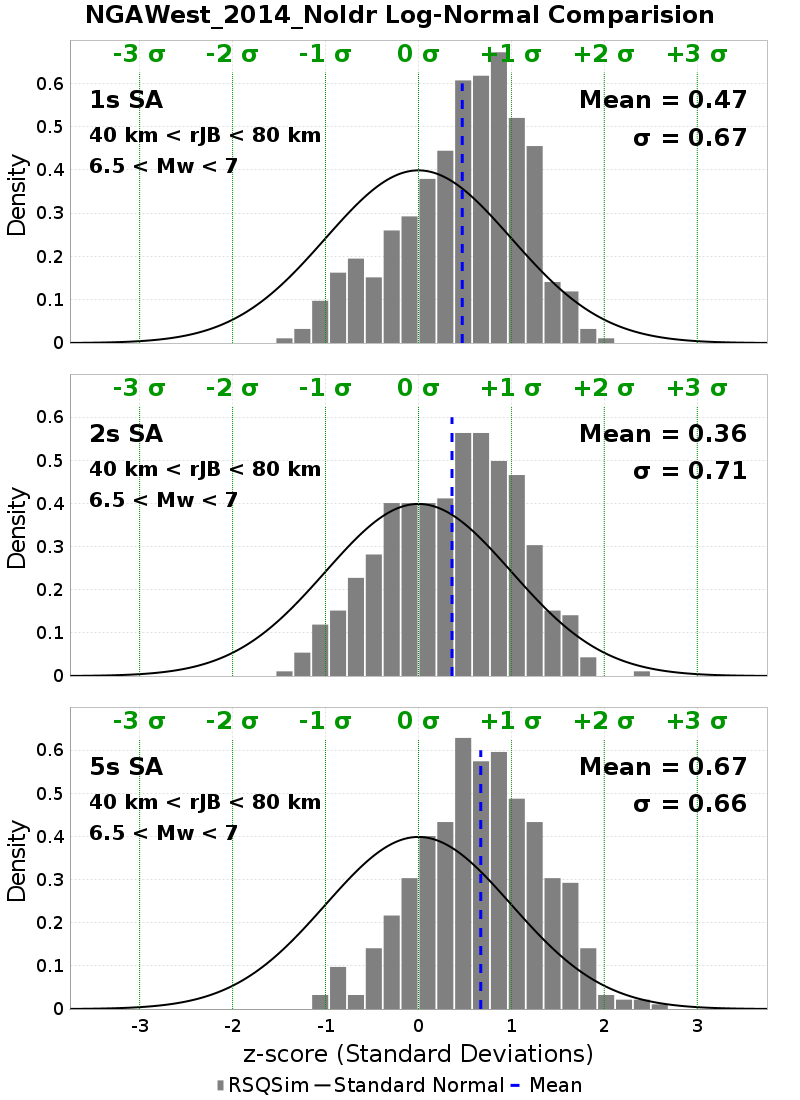 NGAWest_2014_NoIdr Log-Normal Comparision
-3 σ -2 σ -1 σ 0 σ +1 σ +2 σ +3 σ
1s SA
Mean = 0.47
40 km < rJB < 80 km
σ = 0.67
6.5 < Mw < 7
Density
0.6
0.5
0.4
0.3
0.2
0.1
0
-3 σ -2 σ -1 σ 0 σ +1 σ +2 σ +3 σ
2s SA
Mean = 0.36
40 km < rJB < 80 km
σ = 0.71
6.5 < Mw < 7
Density
0.6
0.5
0.4
0.3
0.2
0.1
0
-3 σ -2 σ -1 σ 0 σ +1 σ +2 σ +3 σ
5s SA
Mean = 0.67
40 km < rJB < 80 km
σ = 0.66
6.5 < Mw < 7
Density
0.6
0.5
0.4
0.3
0.2
0.1
0
-3 -2 -1 0 1 2 3
z-score (Standard Deviations)
RSQSim Standard Normal Mean